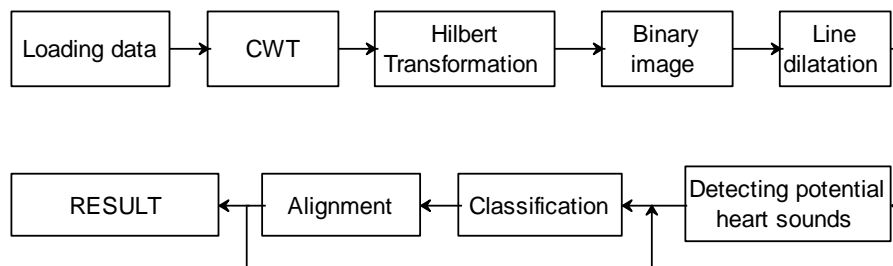 Loading data
CWT
Hilbert
Transformation
Binary
image
Line
dilatation
RESULT
Alignment
Classification
Detecting potential
heart sounds